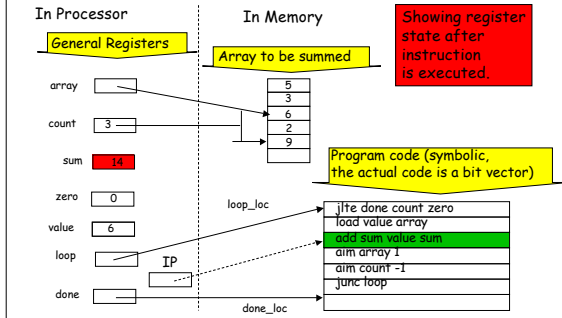 In Processor
In Memory
Showing register
state after
instruction
is executed.
General Registers
Array to be summed
array
count 3
sum 14
zero 0
value 6
loop
IP
done
5
3
6
2
9
Program code (symbolic,
the actual code is a bit vector)
loop_loc
jlte done count zero
load value array
add sum value sum
aim array 1
aim count -1
junc loop
done_loc